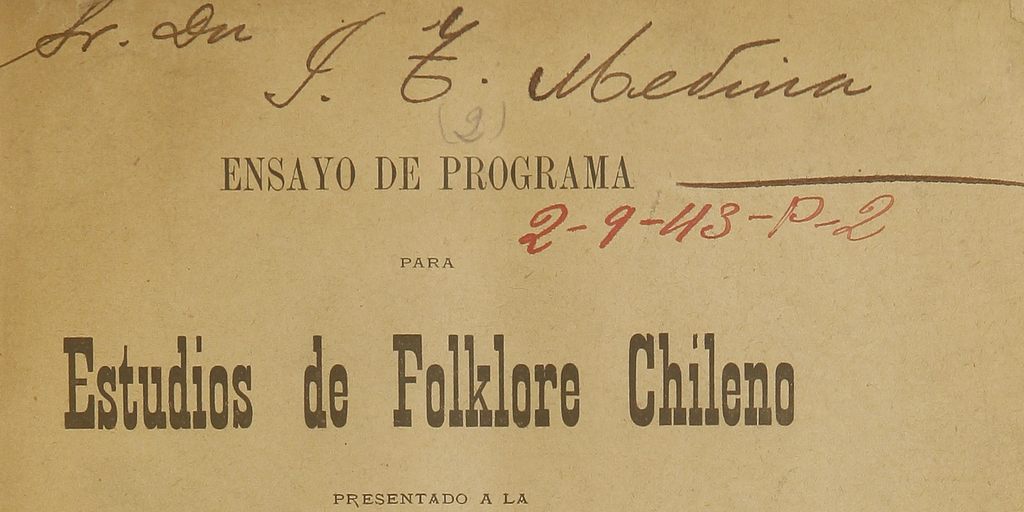 Sr. Dn
J. T. Medina
(2)
ENSAYO DE PROGRAMA
2-9-43-P-2
PARA
Estudios de Folklore Chileno
PRESENTADO A LA